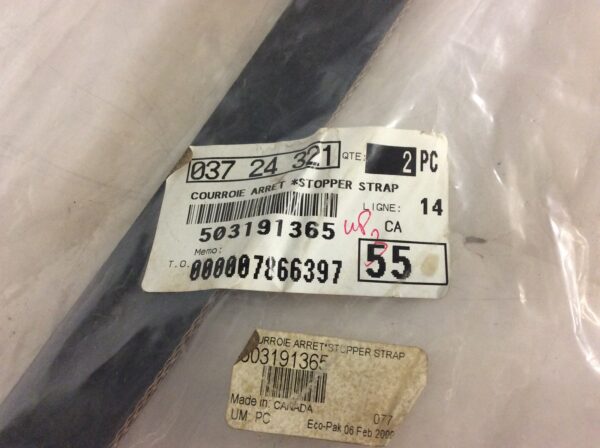 037 24 321 QTE: 2 PC
COURROIE ARRET *STOPPER STRAP
LIGNE: 14
503191365 CA
Memo:
T.O. 000007866397 55
COURROIE ARRET*STOPPER STRAP
503191365
Made in: CANADA 077
UM: PC Eco-Pak 06 Feb